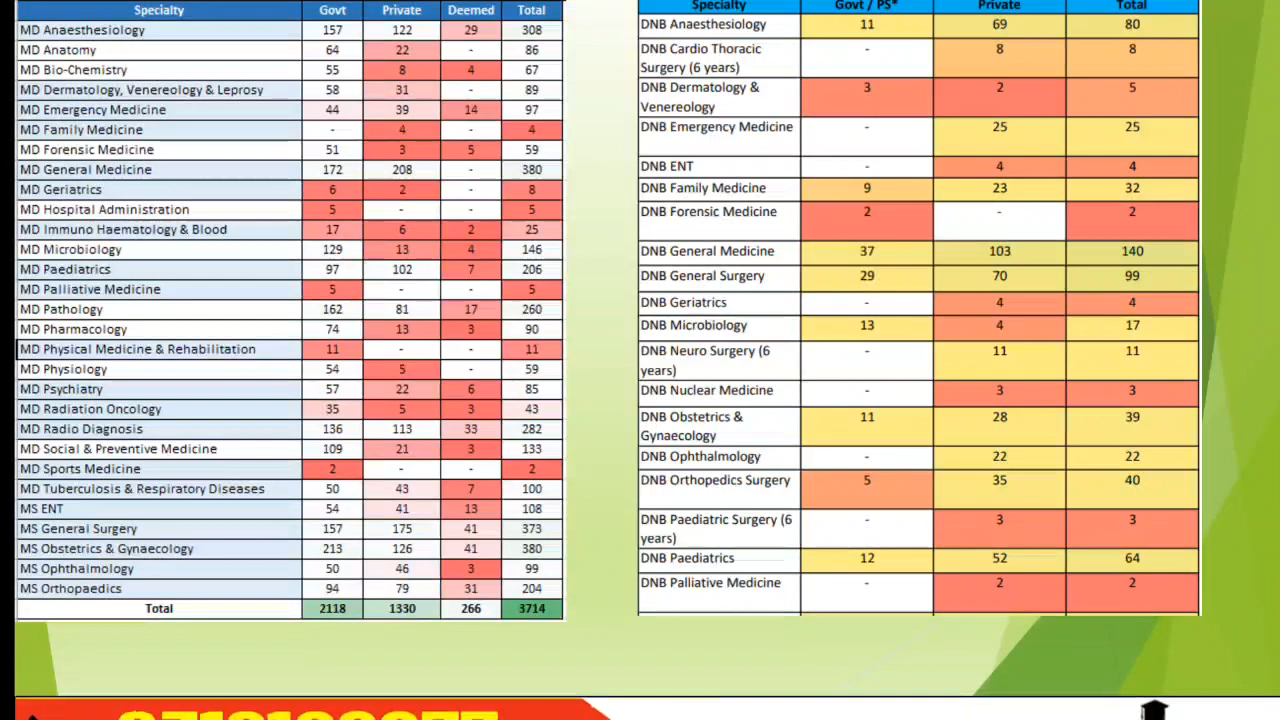 Specialty Govt Private Deemed Total
MD Anaesthesiology 157 122 29 308
MD Anatomy 64 22 - 86
MD Bio-Chemistry 55 8 4 67
MD Dermatology, Venereology & Leprosy 58 31 - 89
MD Emergency Medicine 44 39 14 97
MD Family Medicine - 4 - 4
MD Forensic Medicine 51 3 5 59
MD General Medicine 172 208 - 380
MD Geriatrics 6 2 - 8
MD Hospital Administration 5 - - 5
MD Immuno Haematology & Blood 17 6 2 25
MD Microbiology 129 13 4 146
MD Paediatrics 97 102 7 206
MD Palliative Medicine 5 - - 5
MD Pathology 162 81 17 260
MD Pharmacology 74 13 3 90
MD Physical Medicine & Rehabilitation 11 - - 11
MD Physiology 54 5 - 59
MD Psychiatry 57 22 6 85
MD Radiation Oncology 35 5 3 43
MD Radio Diagnosis 136 113 33 282
MD Social & Preventive Medicine 109 21 3 133
MD Sports Medicine 2 - - 2
MD Tuberculosis & Respiratory Diseases 50 43 7 100
MS ENT 54 41 13 108
MS General Surgery 157 175 41 373
MS Obstetrics & Gynaecology 213 126 41 380
MS Ophthalmology 50 46 3 99
MS Orthopaedics 94 79 31 204
Total 2118 1330 266 3714
Specialty Govt / PS* Private Total
DNB Anaesthesiology 11 69 80
DNB Cardio Thoracic - 8 8
Surgery (6 years)
DNB Dermatology & 3 2 5
Venereology
DNB Emergency Medicine - 25 25
DNB ENT - 4 4
DNB Family Medicine 9 23 32
DNB Forensic Medicine 2 - 2
DNB General Medicine 37 103 140
DNB General Surgery 29 70 99
DNB Geriatrics - 4 4
DNB Microbiology 13 4 17
DNB Neuro Surgery (6 - 11 11
years)
DNB Nuclear Medicine - 3 3
DNB Obstetrics & 11 28 39
Gynaecology
DNB Ophthalmology - 22 22
DNB Orthopedics Surgery 5 35 40
DNB Paediatric Surgery (6 - 3 3
years)
DNB Paediatrics 12 52 64
DNB Palliative Medicine - 2 2